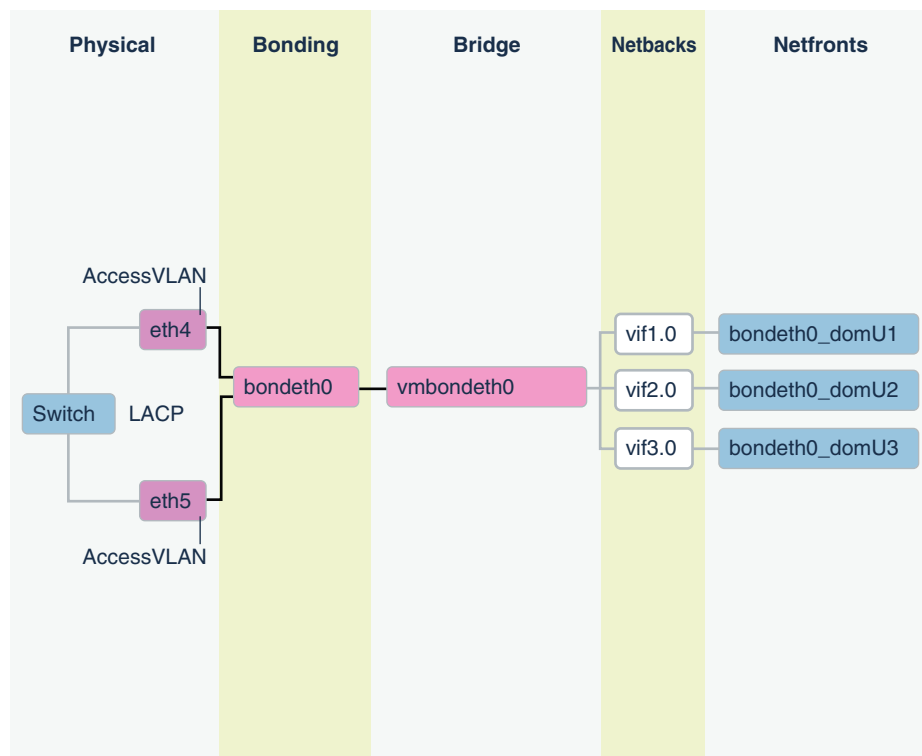 Physical
Bonding
Bridge
Netbacks
Netfronts
AccessVLAN
eth4
vif1.0
bondeth0_domU1
bondeth0
vmbondeth0
vif2.0
bondeth0_domU2
Switch
LACP
vif3.0
bondeth0_domU3
eth5
AccessVLAN